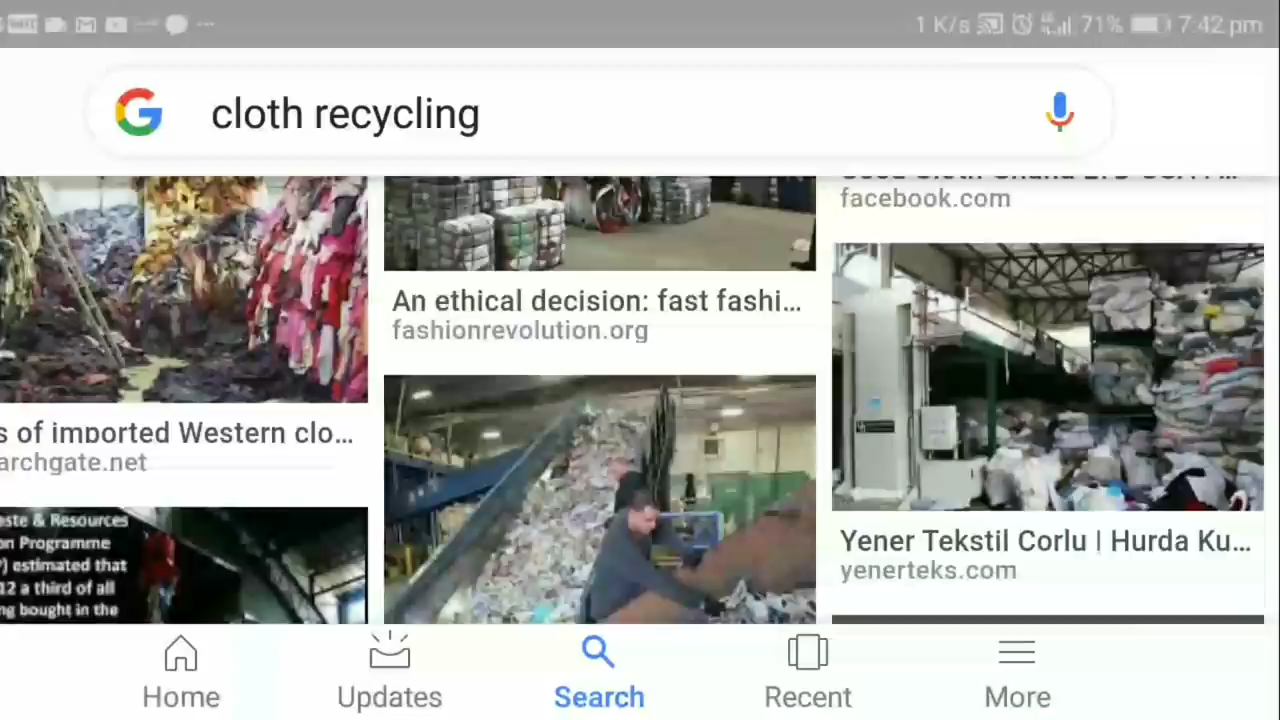 1 K/s 71% 7:42 pm
cloth recycling
facebook.com
An ethical decision: fast fashi...
fashionrevolution.org
s of imported Western clo...
archgate.net
Yener Tekstil Corlu | Hurda Ku...
yenerteks.com
aste & Resources
on Programme
P) estimated that
12 a third of all
ng bought in the
Home
Updates
Search
Recent
More